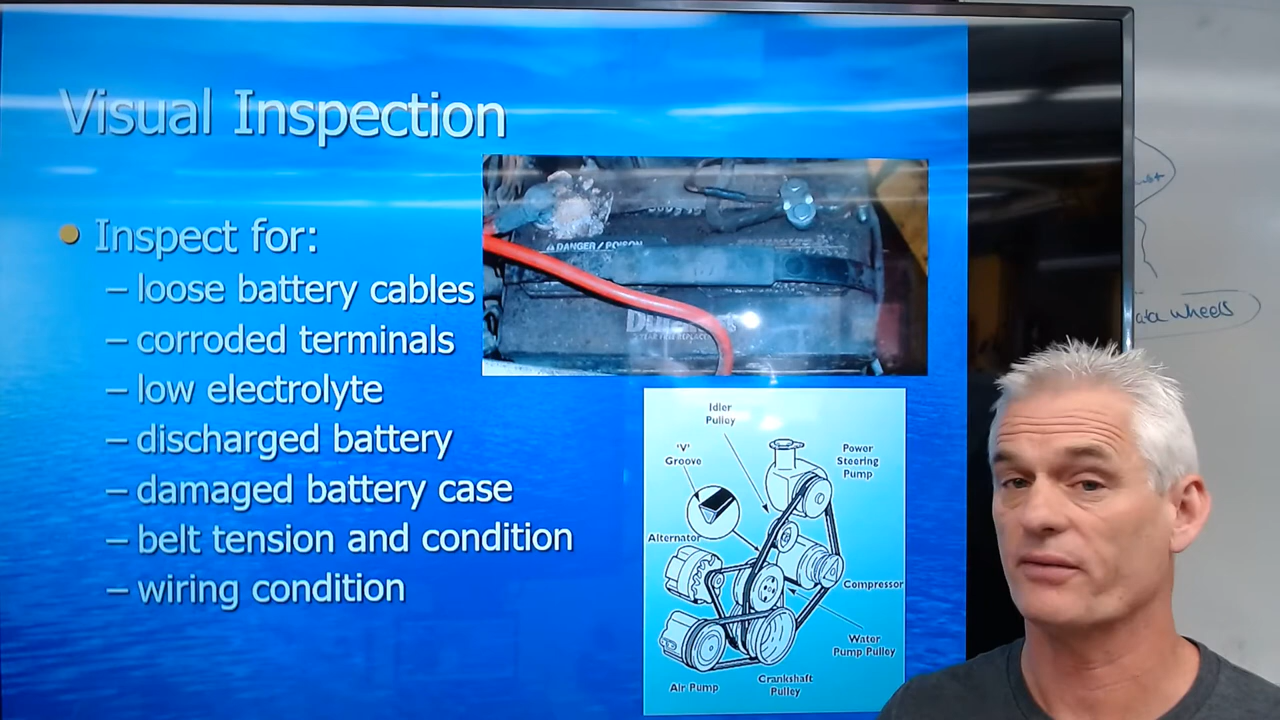 Visual Inspection
Inspect for:
– loose battery cables
– corroded terminals
– low electrolyte
– discharged battery
– damaged battery case
– belt tension and condition
– wiring condition
DANGER / POISON
Idler
Pulley
'V'
Groove
Power
Steering
Pump
Alternator
Compressor
Water
Pump Pulley
Air Pump
Crankshaft
Pulley
wheels